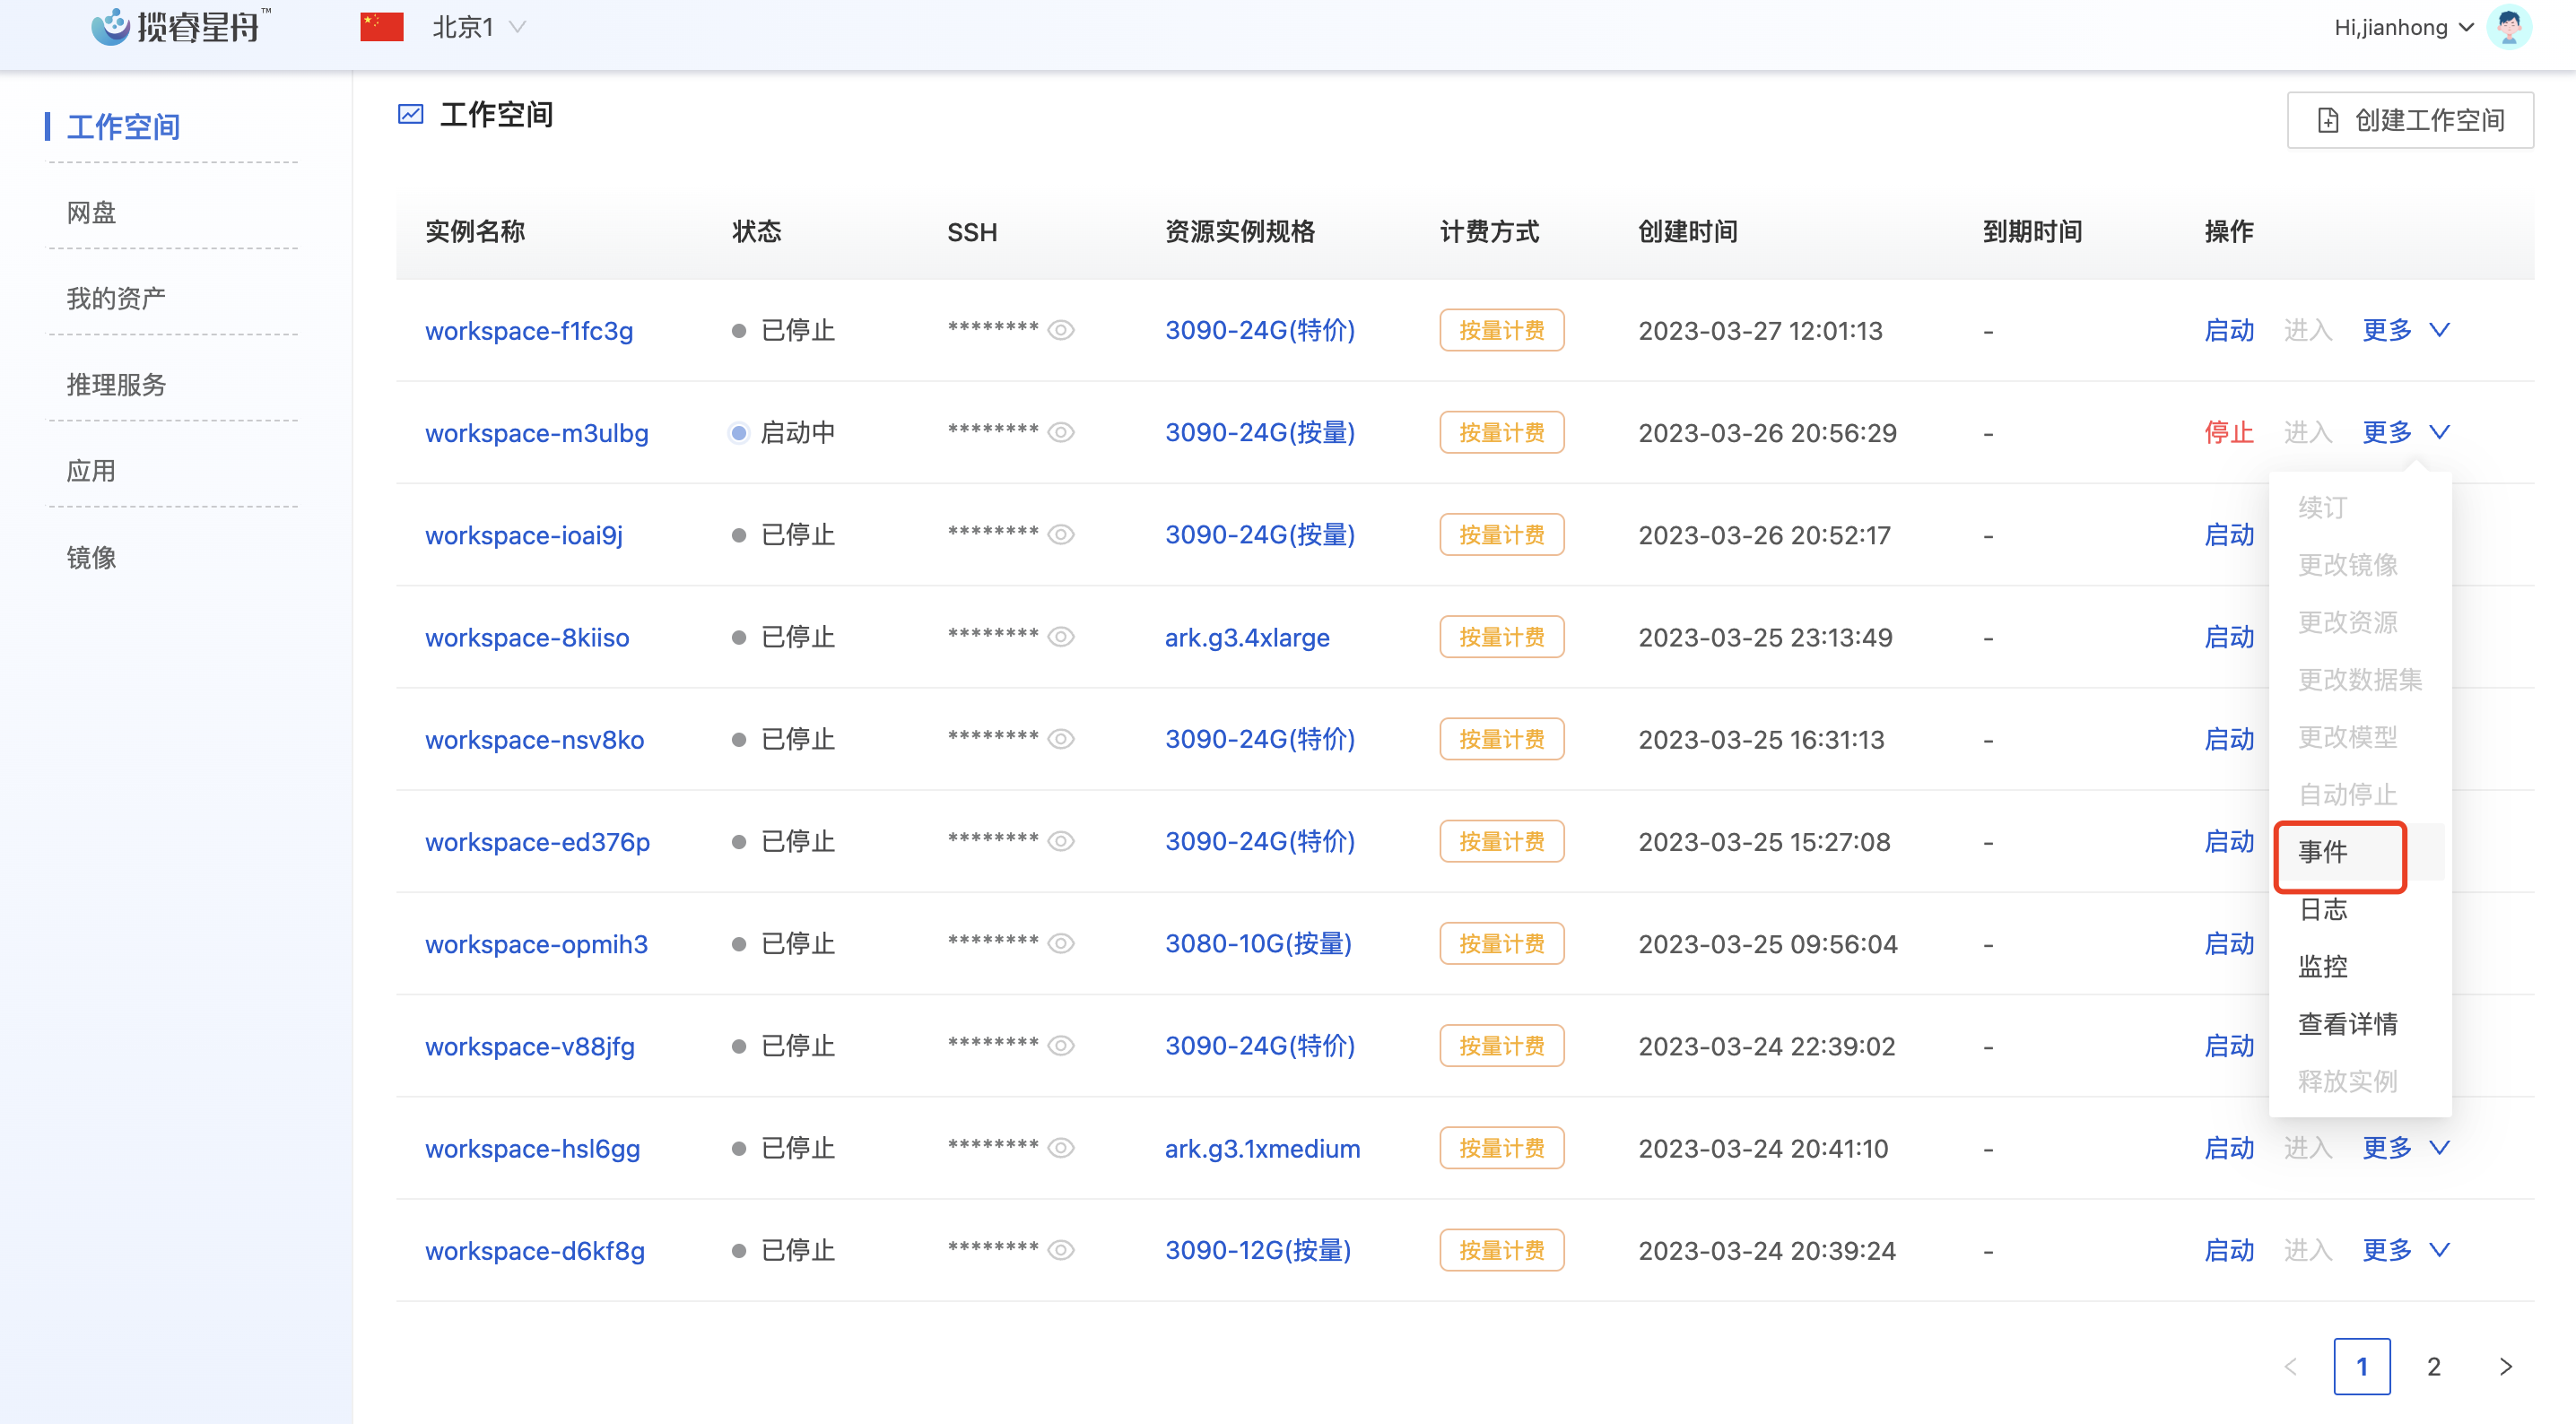 揽睿星舟™
北京1
Hi,jianhong
工作空间
网盘
我的资产
推理服务
应用
镜像
工作空间
创建工作空间
实例名称 状态 SSH 资源实例规格 计费方式 创建时间 到期时间 操作
workspace-f1fc3g 已停止 ******** 3090-24G(特价) 按量计费 2023-03-27 12:01:13 - 启动 进入 更多
workspace-m3ulbg 启动中 ******** 3090-24G(按量) 按量计费 2023-03-26 20:56:29 - 停止 进入 更多
workspace-ioai9j 已停止 ******** 3090-24G(按量) 按量计费 2023-03-26 20:52:17 - 启动
workspace-8kiiso 已停止 ******** ark.g3.4xlarge 按量计费 2023-03-25 23:13:49 - 启动
workspace-nsv8ko 已停止 ******** 3090-24G(特价) 按量计费 2023-03-25 16:31:13 - 启动
workspace-ed376p 已停止 ******** 3090-24G(特价) 按量计费 2023-03-25 15:27:08 - 启动
workspace-opmih3 已停止 ******** 3080-10G(按量) 按量计费 2023-03-25 09:56:04 - 启动
workspace-v88jfg 已停止 ******** 3090-24G(特价) 按量计费 2023-03-24 22:39:02 - 启动
workspace-hsl6gg 已停止 ******** ark.g3.1xmedium 按量计费 2023-03-24 20:41:10 - 启动 进入 更多
workspace-d6kf8g 已停止 ******** 3090-12G(按量) 按量计费 2023-03-24 20:39:24 - 启动 进入 更多
续订
更改镜像
更改资源
更改数据集
更改模型
自动停止
事件
日志
监控
查看详情
释放实例
< 1 2 >